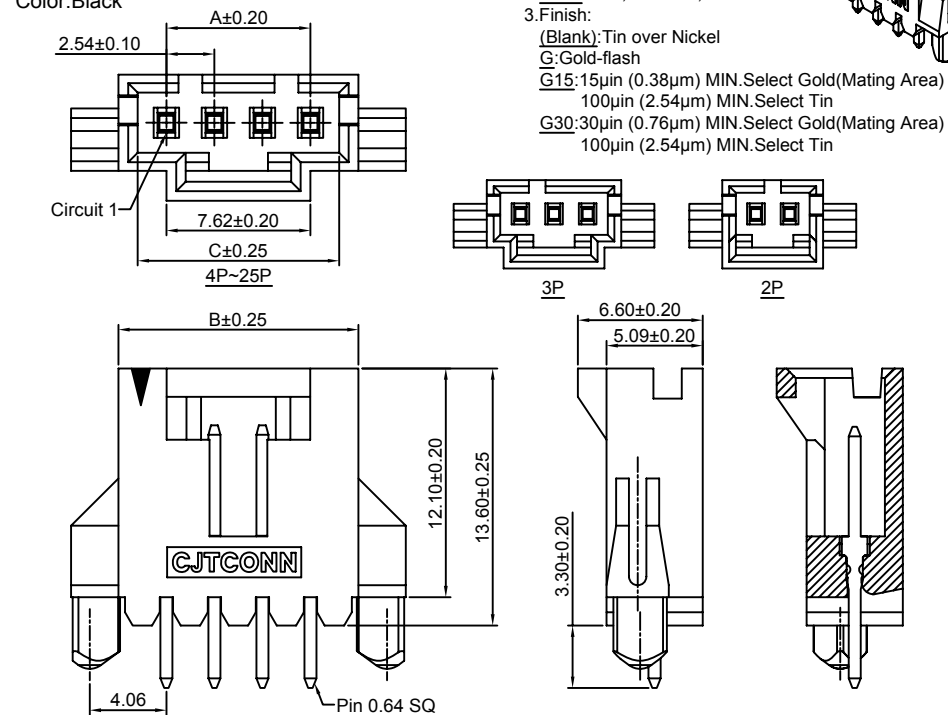 Color:Black
3.Finish:
(Blank):Tin over Nickel
G:Gold-flash
G15:15μin (0.38μm) MIN.Select Gold(Mating Area)
100μin (2.54μm) MIN.Select Tin
G30:30μin (0.76μm) MIN.Select Gold(Mating Area)
100μin (2.54μm) MIN.Select Tin
A±0.20
2.54±0.10
Circuit 1
7.62±0.20
C±0.25
4P~25P
3P
2P
B±0.25
12.10±0.20
13.60±0.25
CJTCONN
4.06
Pin 0.64 SQ
6.60±0.20
5.09±0.20
3.30±0.20